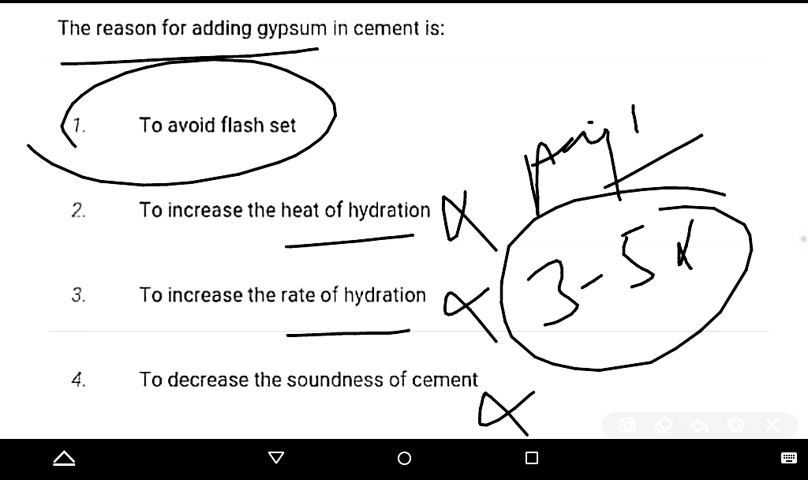 The reason for adding gypsum in cement is:
1. To avoid flash set
2. To increase the heat of hydration
3. To increase the rate of hydration
3-5%
4. To decrease the soundness of cement